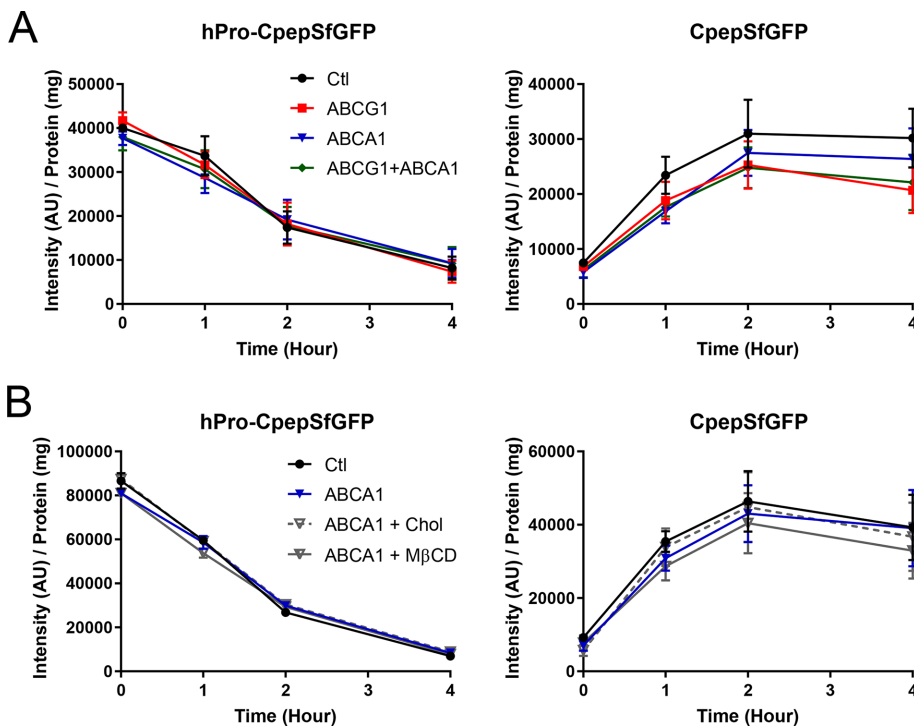 A
hPro-CpepSfGFP
Intensity (AU) / Protein (mg)
50000
40000
30000
20000
10000
0
0 1 2 3 4
Time (Hour)
Ctl
ABCG1
ABCA1
ABCG1+ABCA1
CpepSfGFP
Intensity (AU) / Protein (mg)
40000
30000
20000
10000
0
0 1 2 3 4
Time (Hour)
B
hPro-CpepSfGFP
Intensity (AU) / Protein (mg)
100000
80000
60000
40000
20000
0
0 1 2 3 4
Time (Hour)
Ctl
ABCA1
ABCA1 + Chol
ABCA1 + MβCD
CpepSfGFP
Intensity (AU) / Protein (mg)
60000
40000
20000
0
0 1 2 3 4
Time (Hour)